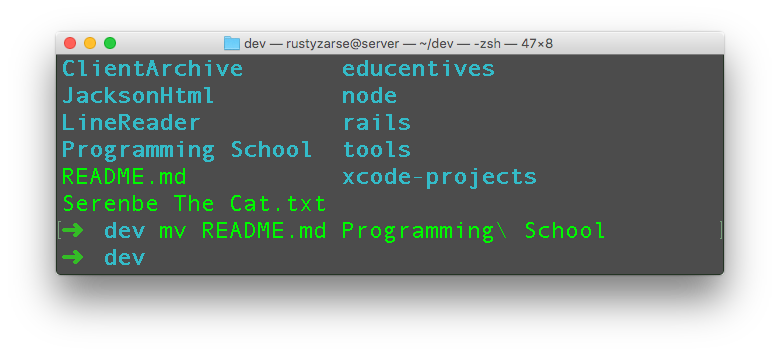 dev — rustyzarse@server — ~/dev — -zsh — 47×8
ClientArchive educentives
JacksonHtml node
LineReader rails
Programming School tools
README.md xcode-projects
Serenbe The Cat.txt
[➜ dev mv README.md Programming\ School ]
➜ dev